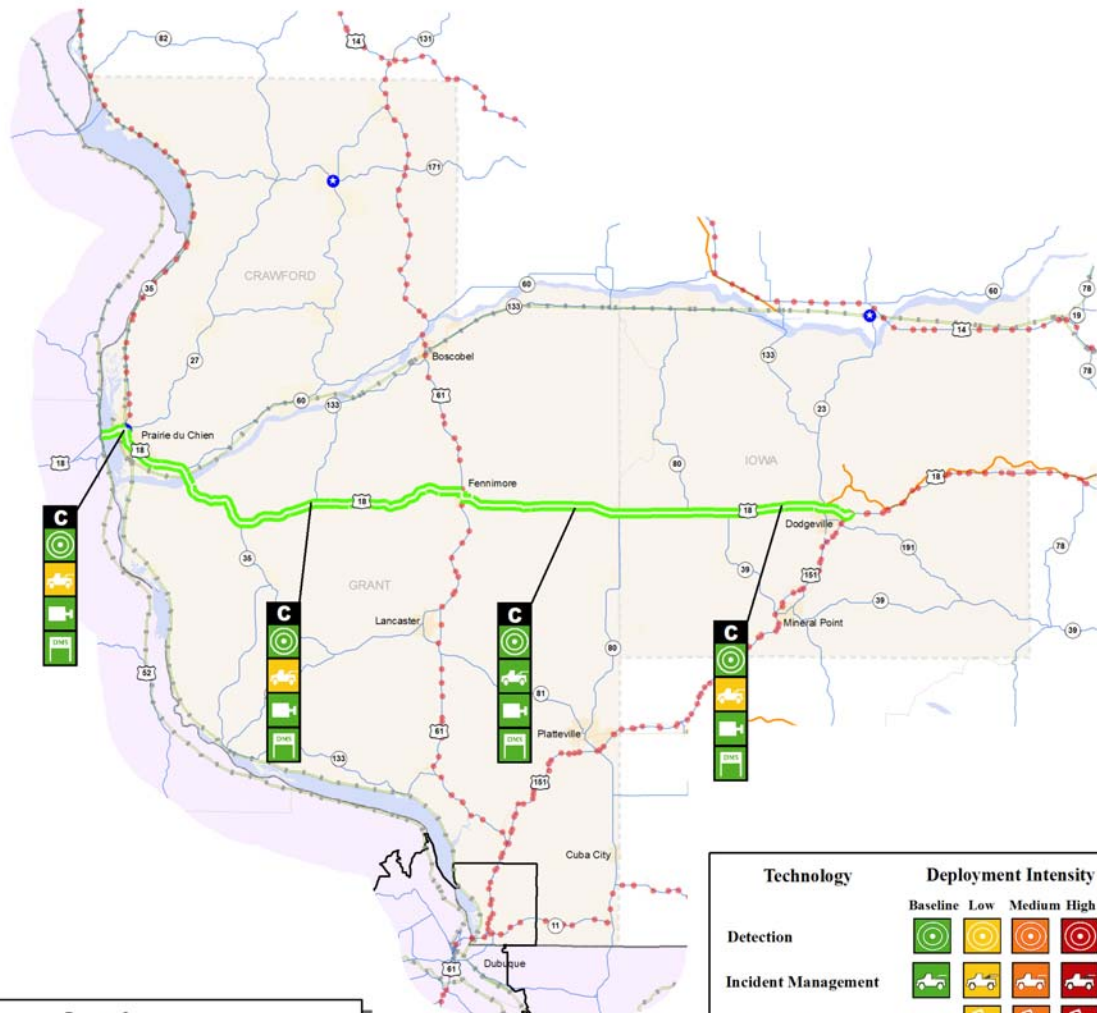 82
14
131
171
CRAWFORD
35
27
60
133
60
78
19
14
78
133
Boscobel
61
60
133
23
Prairie du Chien
18
18
80
IOWA
18
Fennimore
18
18
Dodgeville
C
35
GRANT
39
191
78
151
C
DMS
C
Lancaster
C
Mineral Point
39
39
52
DMS
80
DMS
81
DMS
61
Platteville
133
151
Cuba City
11
61
Dubuque
Technology
Deployment Intensity
Baseline Low Medium High
Detection
Incident Management